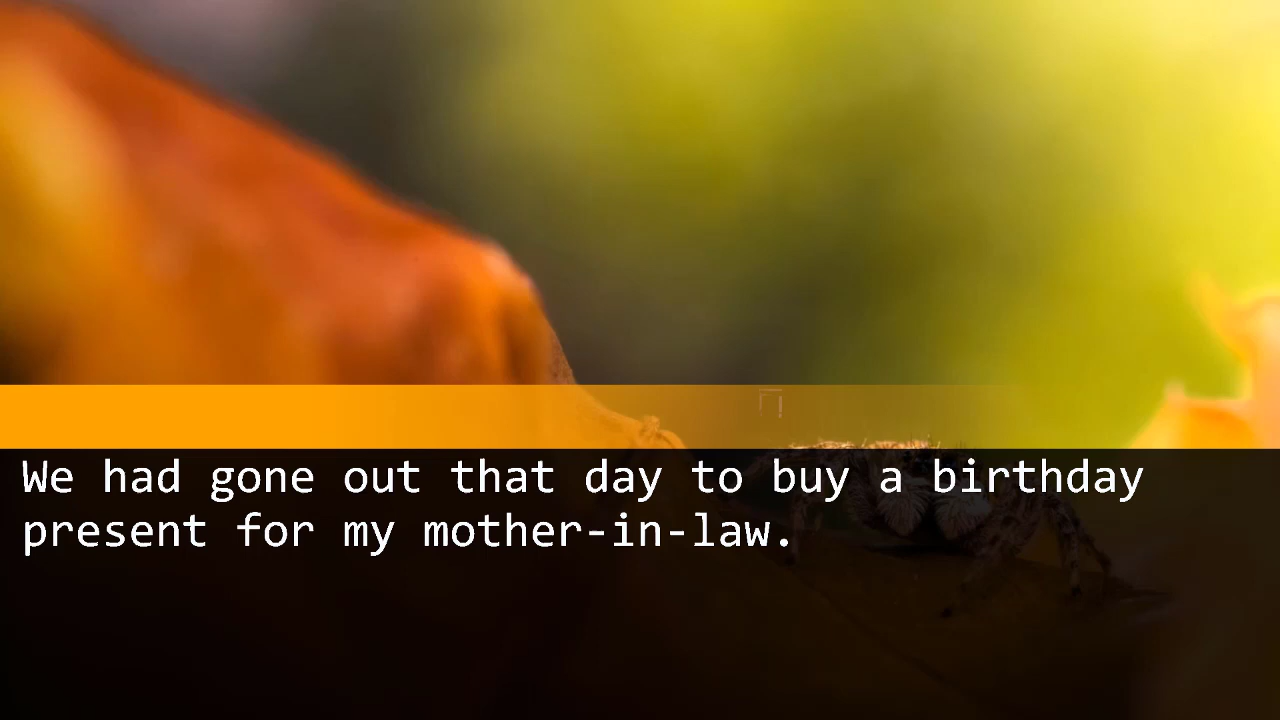 We had gone out that day to buy a birthday
present for my mother-in-law.